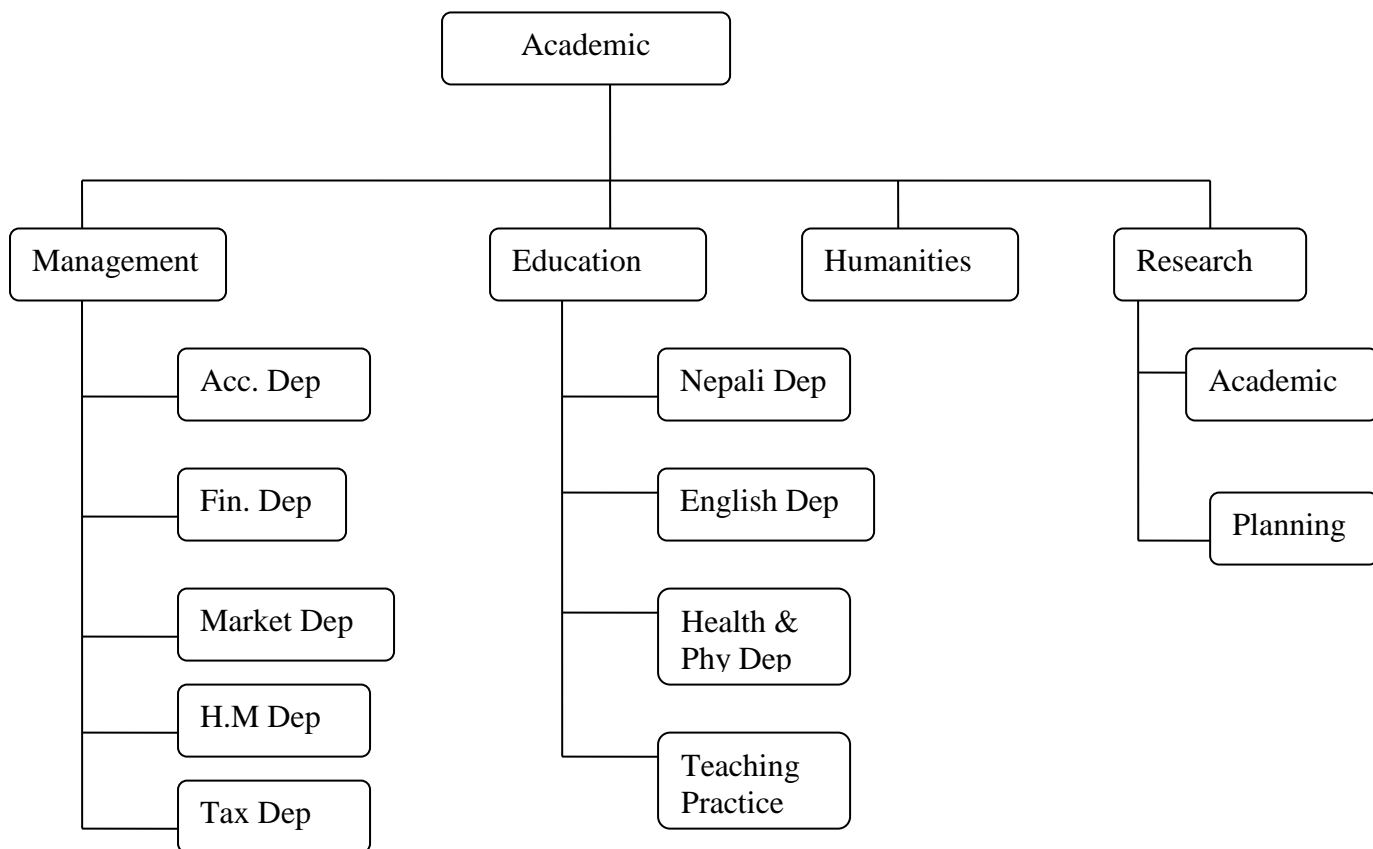 Academic
Management
Education
Humanities
Research
Acc. Dep
Fin. Dep
Market Dep
H.M Dep
Tax Dep
Nepali Dep
English Dep
Health &
Phy Dep
Teaching
Practice
Academic
Planning